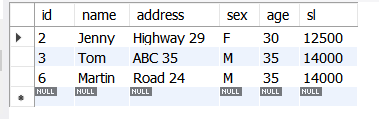 id name address sex age sl
2 Jenny Highway 29 F 30 12500
3 Tom ABC 35 M 35 14000
6 Martin Road 24 M 35 14000
NULL NULL NULL NULL NULL NULL